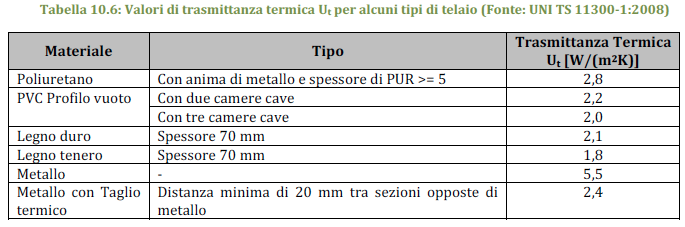 Tabella 10.6: Valori di trasmittanza termica Ut per alcuni tipi di telaio (Fonte: UNI TS 11300-1:2008)
Materiale Tipo Trasmittanza Termica
Ut [W/(m²K)]
Poliuretano Con anima di metallo e spessore di PUR >= 5 2,8
PVC Profilo vuoto Con due camere cave 2,2
Con tre camere cave 2,0
Legno duro Spessore 70 mm 2,1
Legno tenero Spessore 70 mm 1,8
Metallo - 5,5
Metallo con Taglio Distanza minima di 20 mm tra sezioni opposte di 2,4
termico metallo